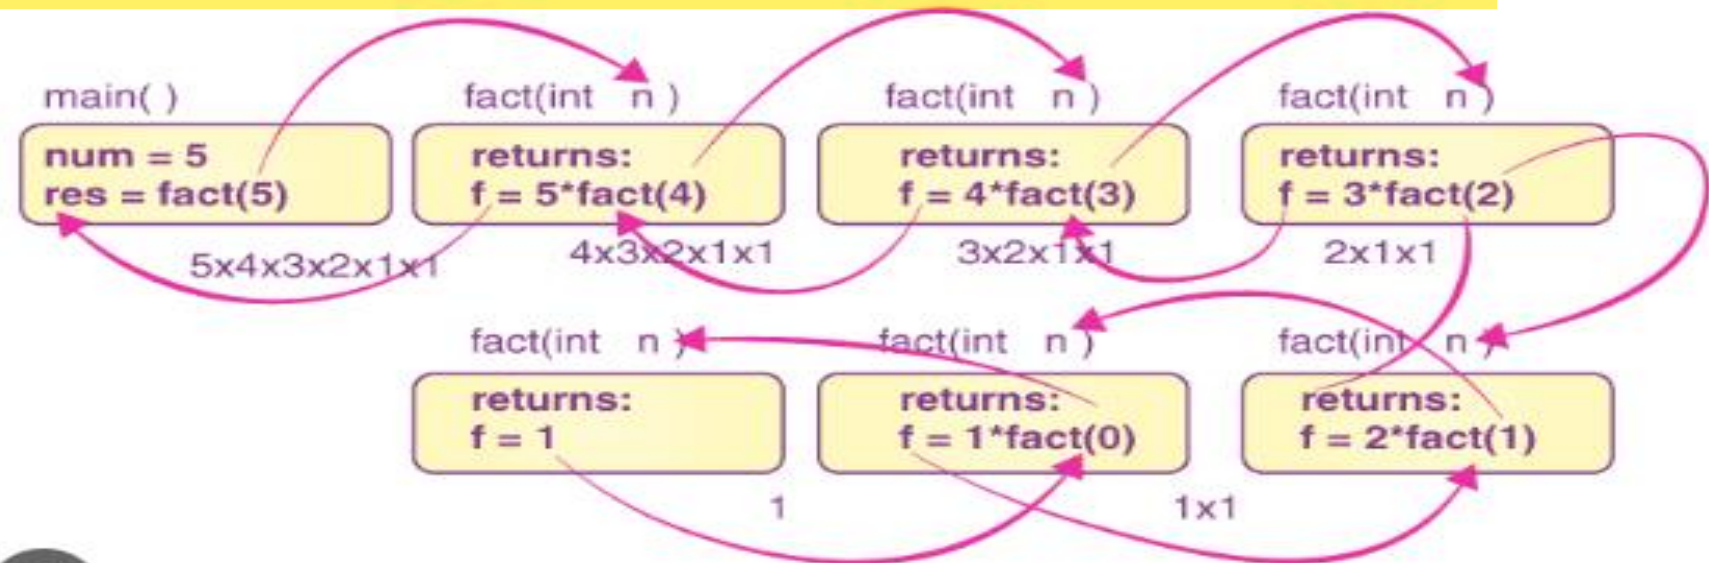 main( )
num = 5
res = fact(5)
fact(int n )
returns:
f = 5*fact(4)
fact(int n )
returns:
f = 4*fact(3)
fact(int n )
returns:
f = 3*fact(2)
5x4x3x2x1x1
4x3x2x1x1
3x2x1x1
2x1x1
fact(int n )
returns:
f = 1
fact(int n )
returns:
f = 1*fact(0)
fact(int n )
returns:
f = 2*fact(1)
1
1x1